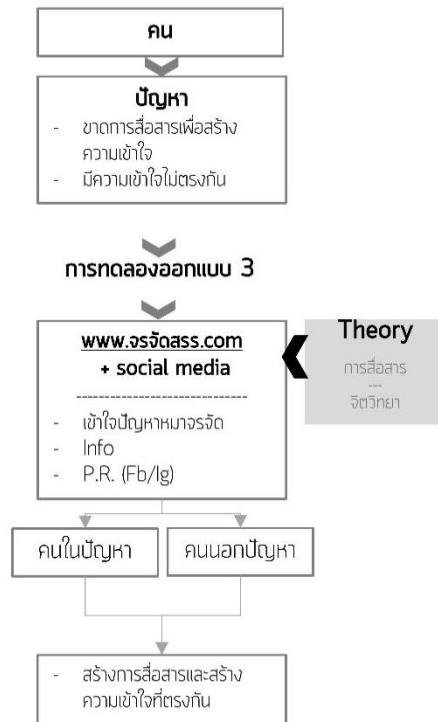 คน
ปัญหา
- ขาดการสื่อสารเพื่อสร้าง
ความเข้าใจ
- มีความเข้าใจไม่ตรงกัน
การทดลองออกแบบ 3
www.จรจัดสรร.com
+ social media
----------------------------
- เข้าใจปัญหาหมาจรจัด
- Info
- P.R. (Fb/Ig)
Theory
การสื่อสาร
---
จิตวิทยา
คนในปัญหา
คนนอกปัญหา
- สร้างการสื่อสารและสร้าง
ความเข้าใจที่ตรงกัน